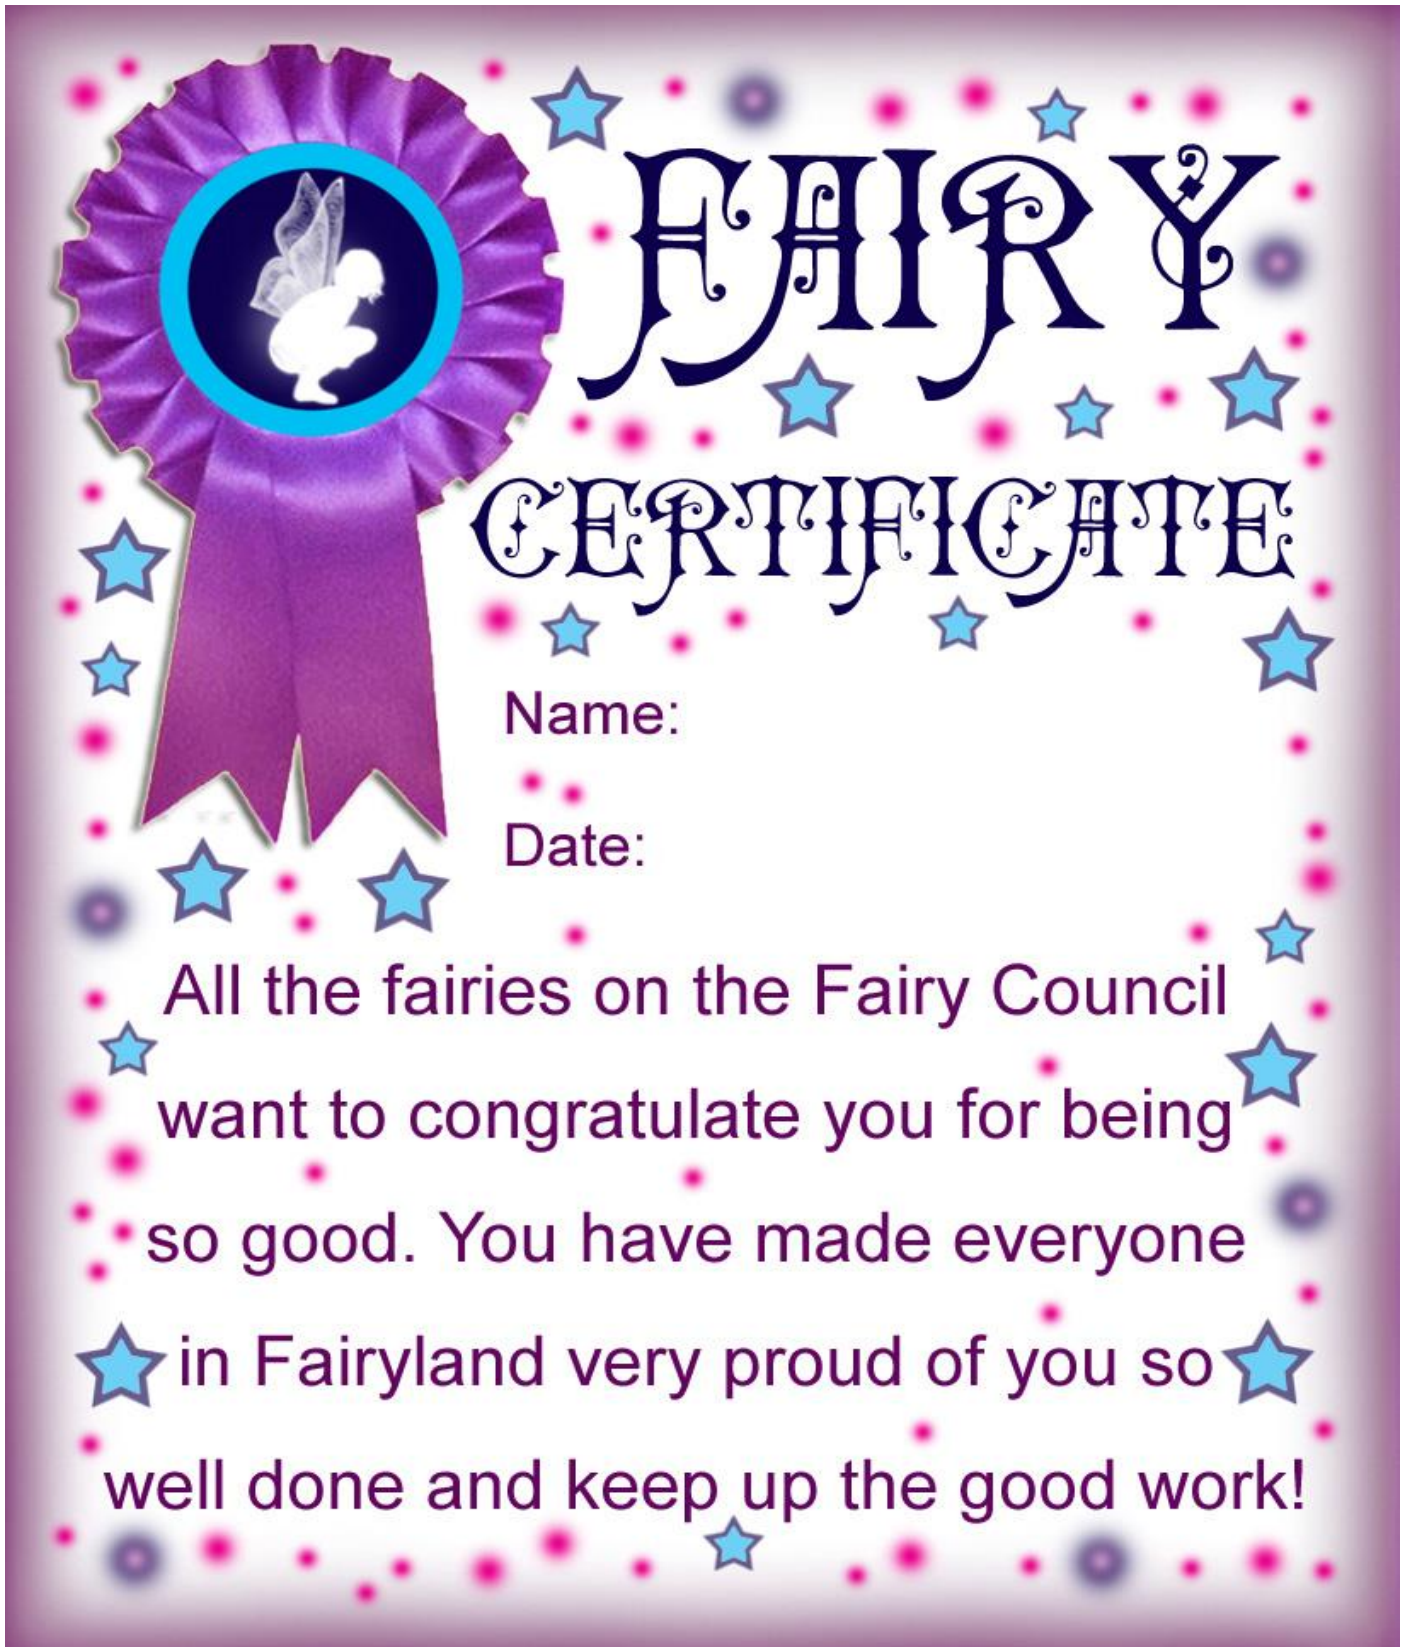 FAIRY
CERTIFICATE
Name:
Date:
All the fairies on the Fairy Council
want to congratulate you for being
so good. You have made everyone
in Fairyland very proud of you so
well done and keep up the good work!